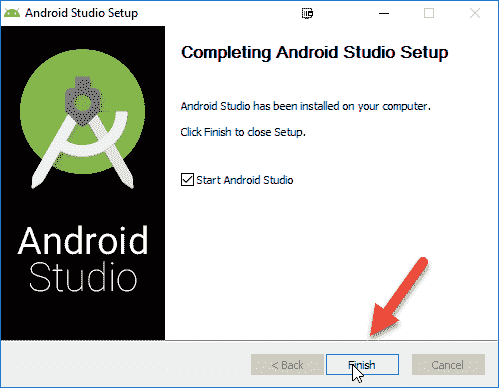 Android Studio Setup
Completing Android Studio Setup
Android Studio has been installed on your computer.
Click Finish to close Setup.
Start Android Studio
Android
Studio
< Back
Finish
Cancel